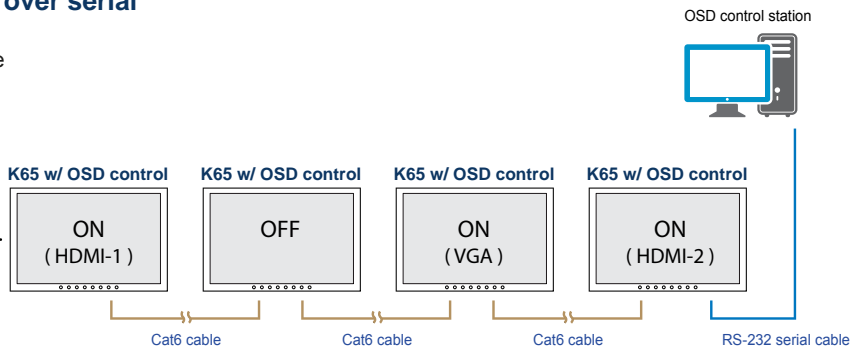 over serial
OSD control station
e
K65 w/ OSD control K65 w/ OSD control K65 w/ OSD control K65 w/ OSD control
.
ON OFF ON ON
( HDMI-1 ) ( VGA ) ( HDMI-2 )
Cat6 cable Cat6 cable Cat6 cable RS-232 serial cable